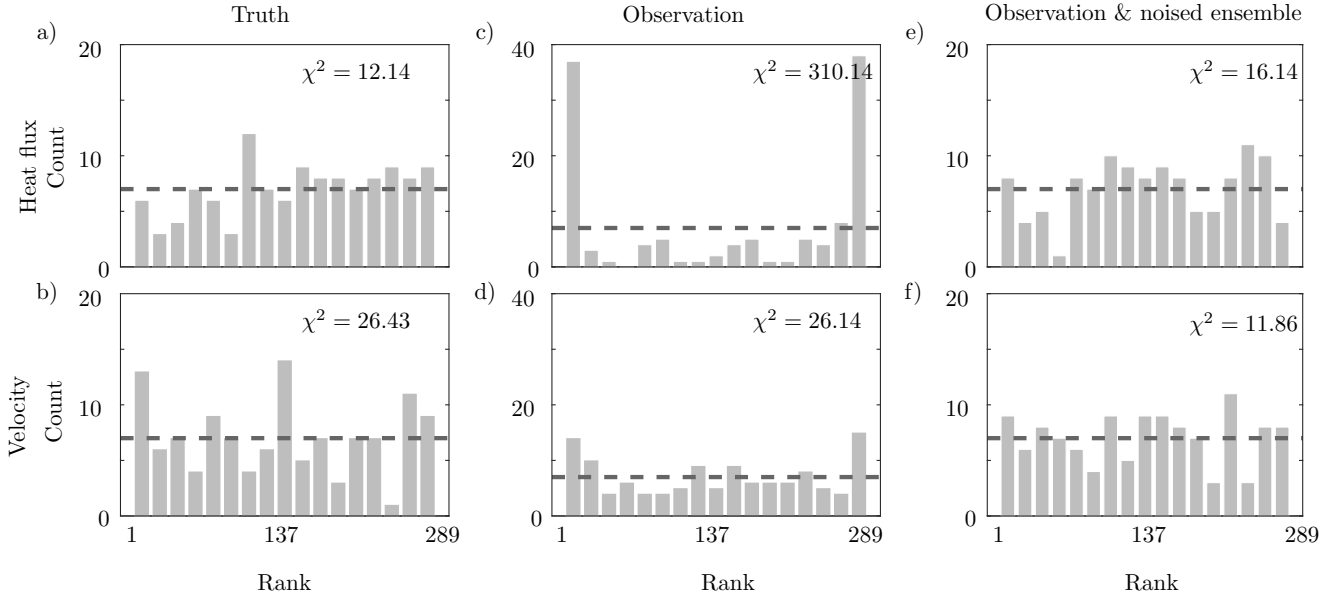 Truth
Observation
Observation & noised ensemble
a)
c)
e)
20
40
20
χ² = 12.14
χ² = 310.14
χ² = 16.14
Heat flux
Count
10
20
10
0
0
0
b)
d)
f)
20
40
20
χ² = 26.43
χ² = 26.14
χ² = 11.86
Velocity
Count
10
20
10
0
0
0
1 137 289
1 137 289
1 137 289
Rank
Rank
Rank